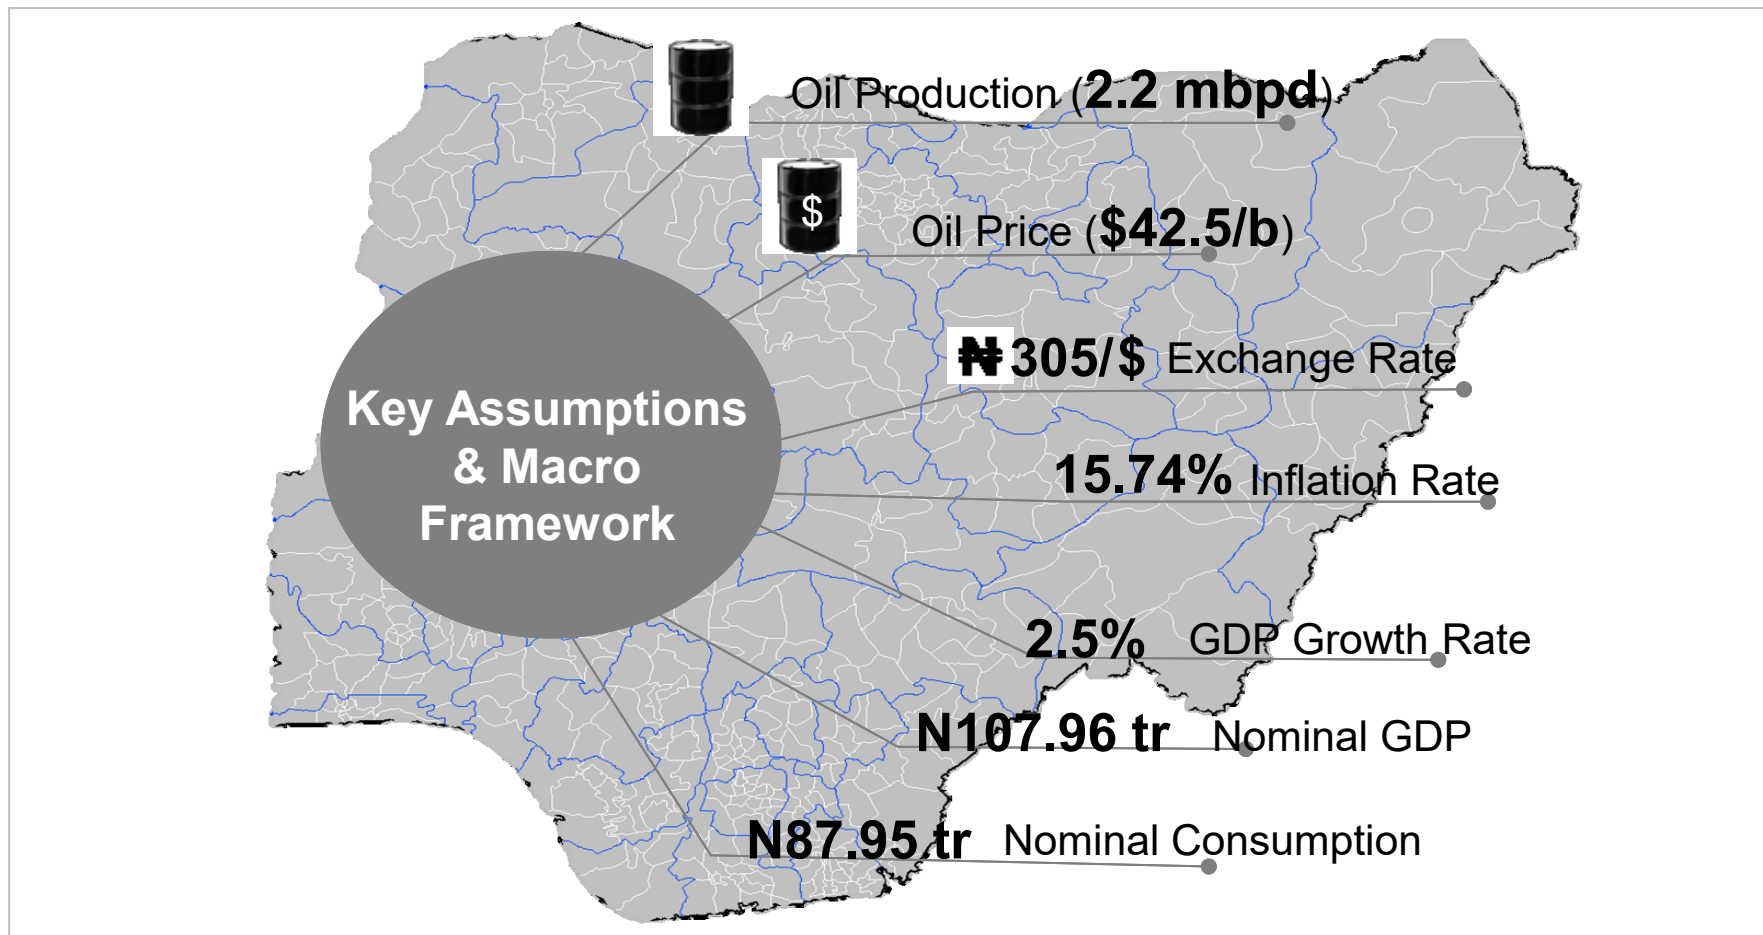 Oil Production (2.2 mbpd)
$
Oil Price ($42.5/b)
₦305/$ Exchange Rate
Key Assumptions
& Macro
Framework
15.74% Inflation Rate
2.5% GDP Growth Rate
N107.96 tr Nominal GDP
N87.95 tr Nominal Consumption